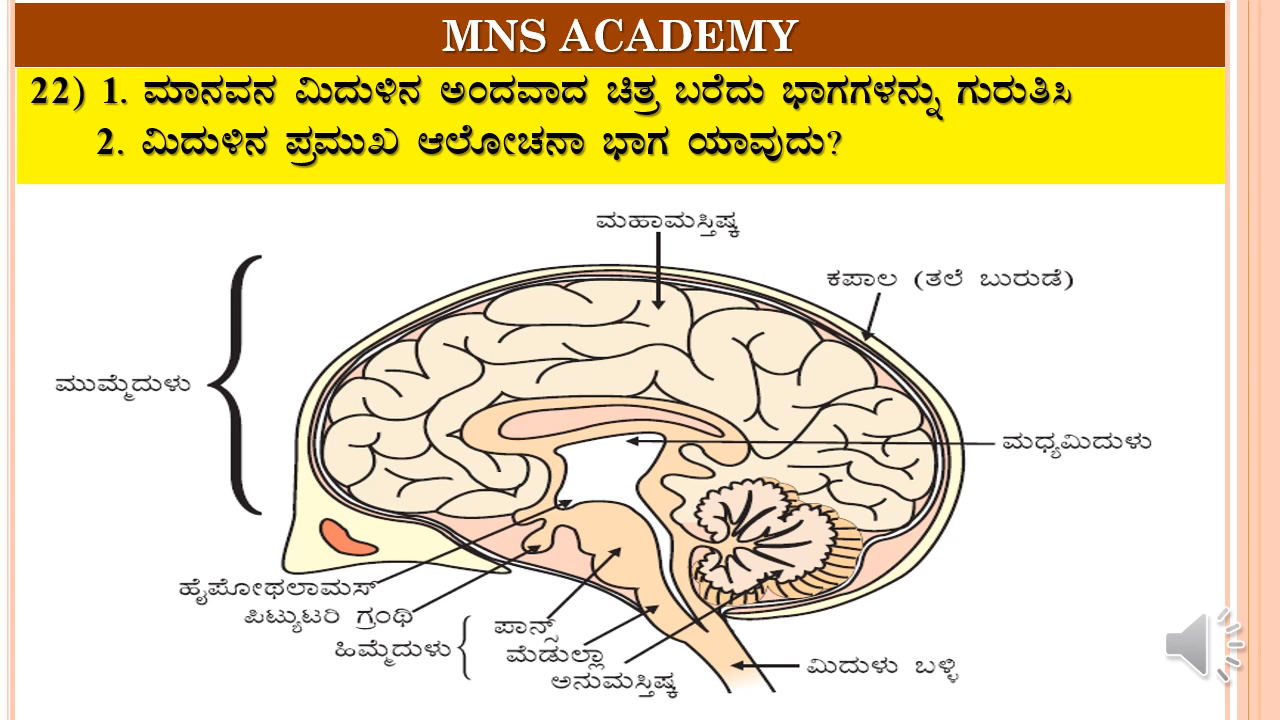 MNS ACADEMY
22) 1. ಮಾನವನ ಮಿದುಳಿನ ಅಂದವಾದ ಚಿತ್ರ ಬರೆದು ಭಾಗಗಳನ್ನು ಗುರುತಿಸಿ
2. ಮಿದುಳಿನ ಪ್ರಮುಖ ಆಲೋಚನಾ ಭಾಗ ಯಾವುದು?
ಮಹಾಮಸ್ತಿಷ್ಕ
ಕಪಾಲ (ತಲೆ ಬುರುಡೆ)
ಮುಮ್ಮೆದುಳು
ಮಧ್ಯಮಿದುಳು
ಹೈಪೋಥಲಾಮಸ್
ಪಿಟ್ಯುಟರಿ ಗ್ರಂಥಿ
ಹಿಮ್ಮೆದುಳು
ಪಾನ್ಸ್
ಮೆಡುಲ್ಲಾ
ಅನುಮಸ್ತಿಷ್ಕ
ಮಿದುಳು ಬಳ್ಳಿ